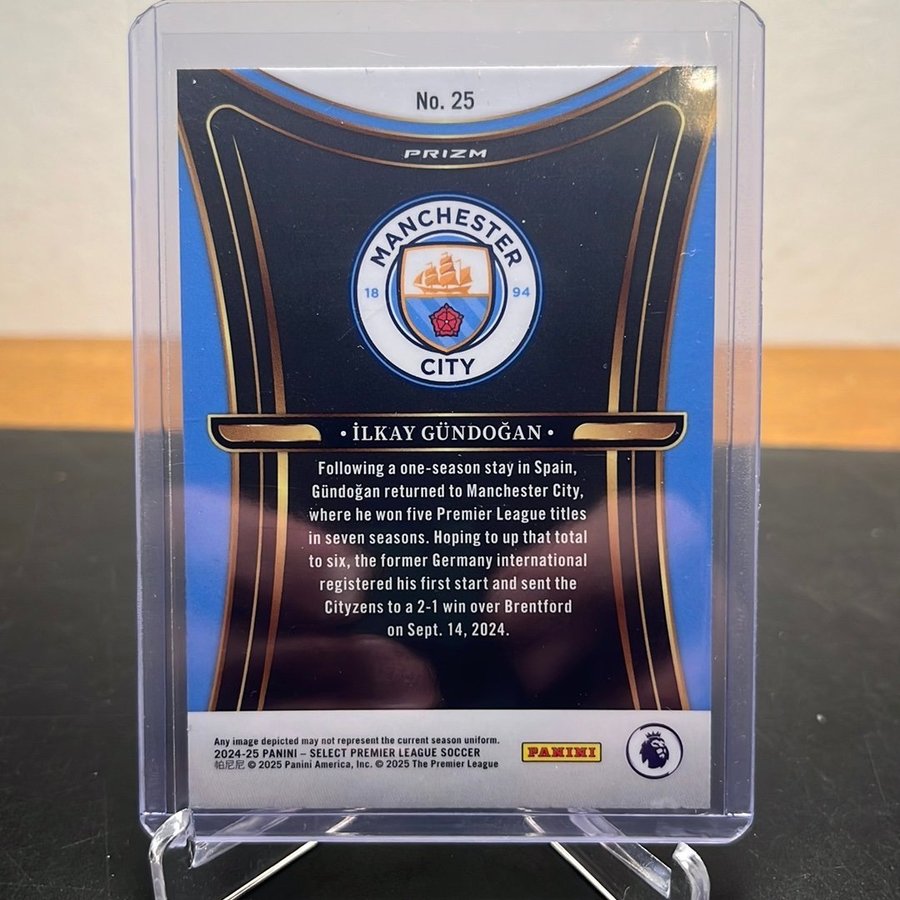 No. 25
PRIZM
MANCHESTER
18 94
CITY
• İLKAY GÜNDOĞAN •
Following a one-season stay in Spain,
Gündoğan returned to Manchester City,
where he won five Premier League titles
in seven seasons. Hoping to up that total
to six, the former Germany international
registered his first start and sent the
Cityzens to a 2-1 win over Brentford
on Sept. 14, 2024.
Any image depicted may not represent the current season uniform.
2024-25 PANINI – SELECT PREMIER LEAGUE SOCCER
帕尼尼 © 2025 Panini America, Inc. © 2025 The Premier League
PANINI